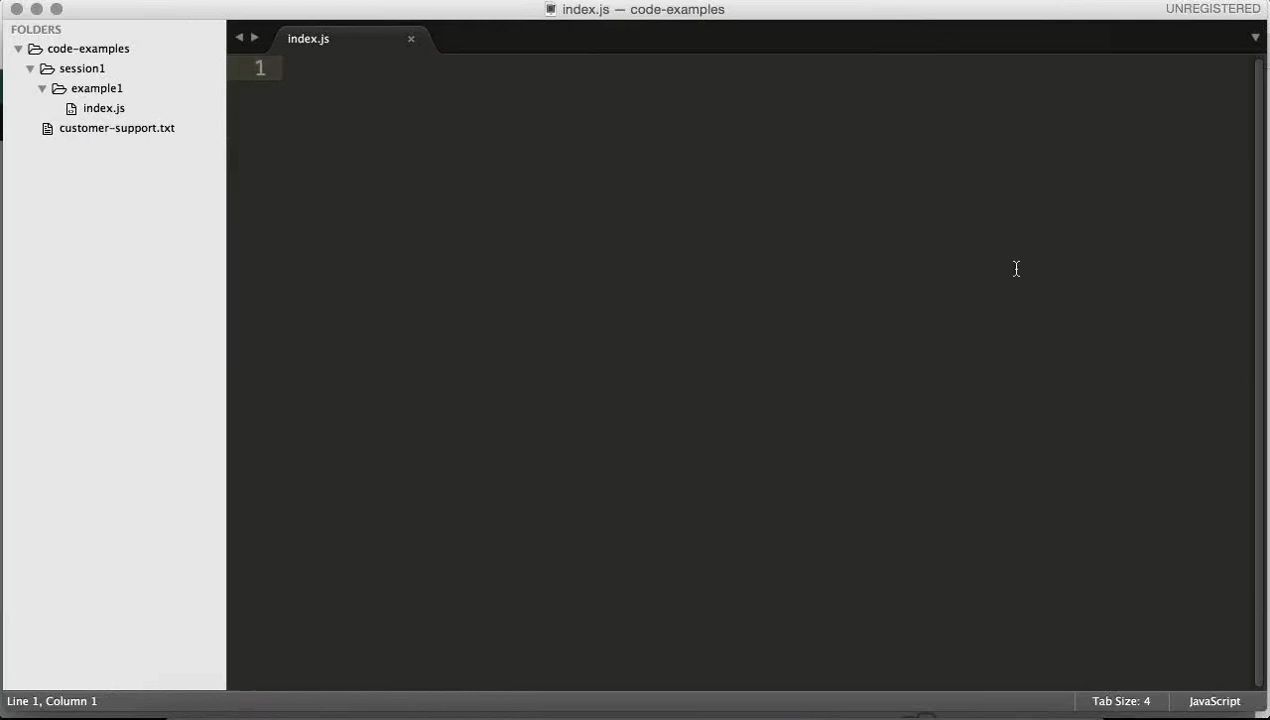 index.js — code-examples
UNREGISTERED
FOLDERS
code-examples
session1
example1
index.js
customer-support.txt
index.js
1
Line 1, Column 1
Tab Size: 4
JavaScript